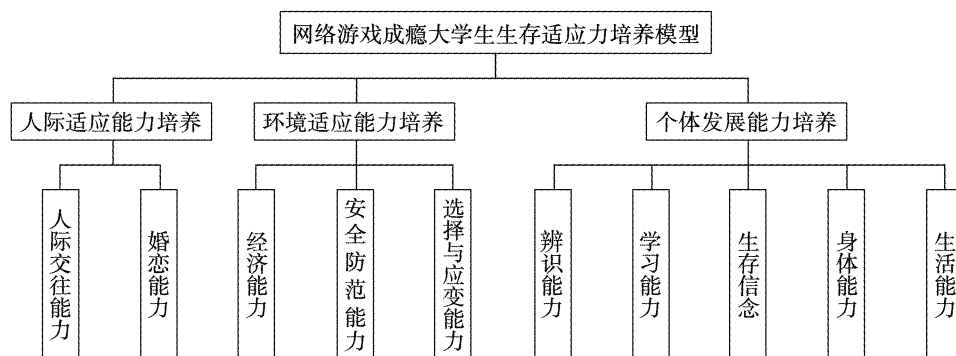 网络游戏成瘾大学生生存适应力培养模型
人际适应能力培养
环境适应能力培养
个体发展能力培养
人际交往能力
婚恋能力
经济能力
安全防范能力
选择与应变能力
辨识能力
学习能力
生存信念
身体能力
生活能力